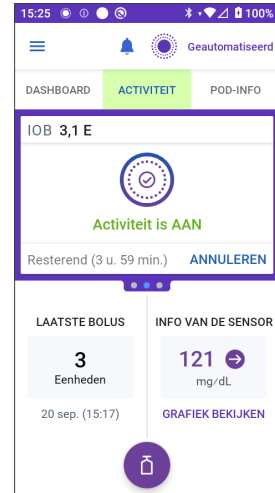 15:25 100%
Geautomatiseerd
DASHBOARD ACTIVITEIT POD-INFO
IOB 3,1 E
Activiteit is AAN
Resterend (3 u. 59 min.) ANNULEREN
LAATSTE BOLUS
3
Eenheden
20 sep. (15:17)
INFO VAN DE SENSOR
121
mg/dL
GRAFIEK BEKIJKEN